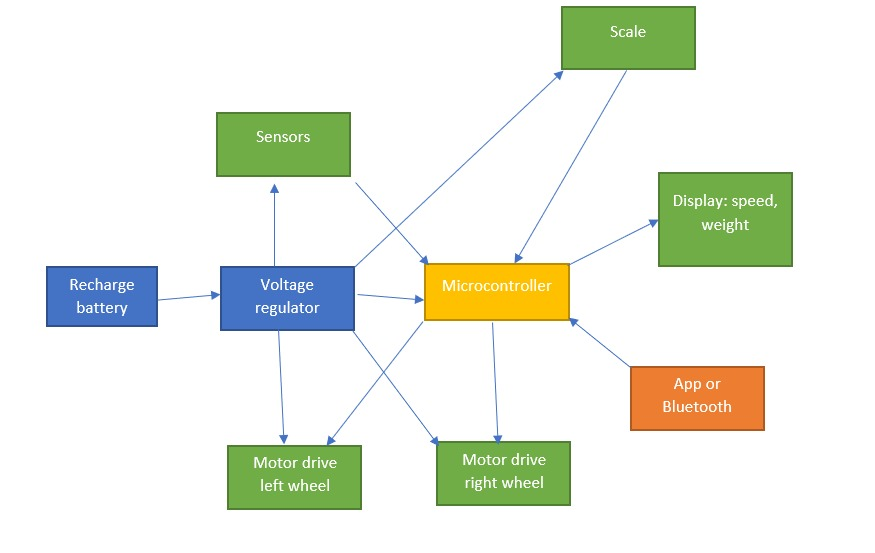 Scale
Sensors
Display: speed,
weight
Recharge
battery
Voltage
regulator
Microcontroller
App or
Bluetooth
Motor drive
left wheel
Motor drive
right wheel